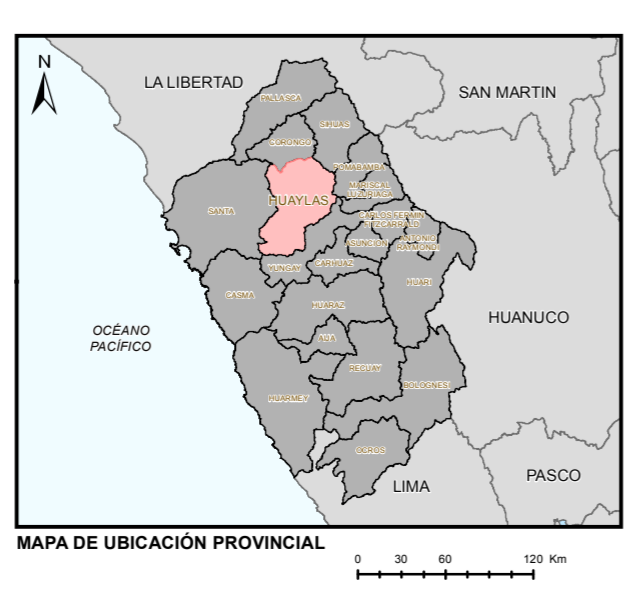 N
LA LIBERTAD
SAN MARTIN
PALLASCA
SIHUAS
CORONGO
POMABAMBA
MARISCAL
LUZURIAGA
HUAYLAS
SANTA
CARLOS FERMIN
FITZCARRALD
ANTONIO
RAYMONDI
ASUNCION
CARHUAZ
YUNGAY
HUARI
CASMA
HUARAZ
HUANUCO
OCÉANO
PACÍFICO
AIJA
RECUAY
BOLOGNESI
HUARMEY
OCROS
LIMA
PASCO
MAPA DE UBICACIÓN PROVINCIAL
0 30 60 120 Km